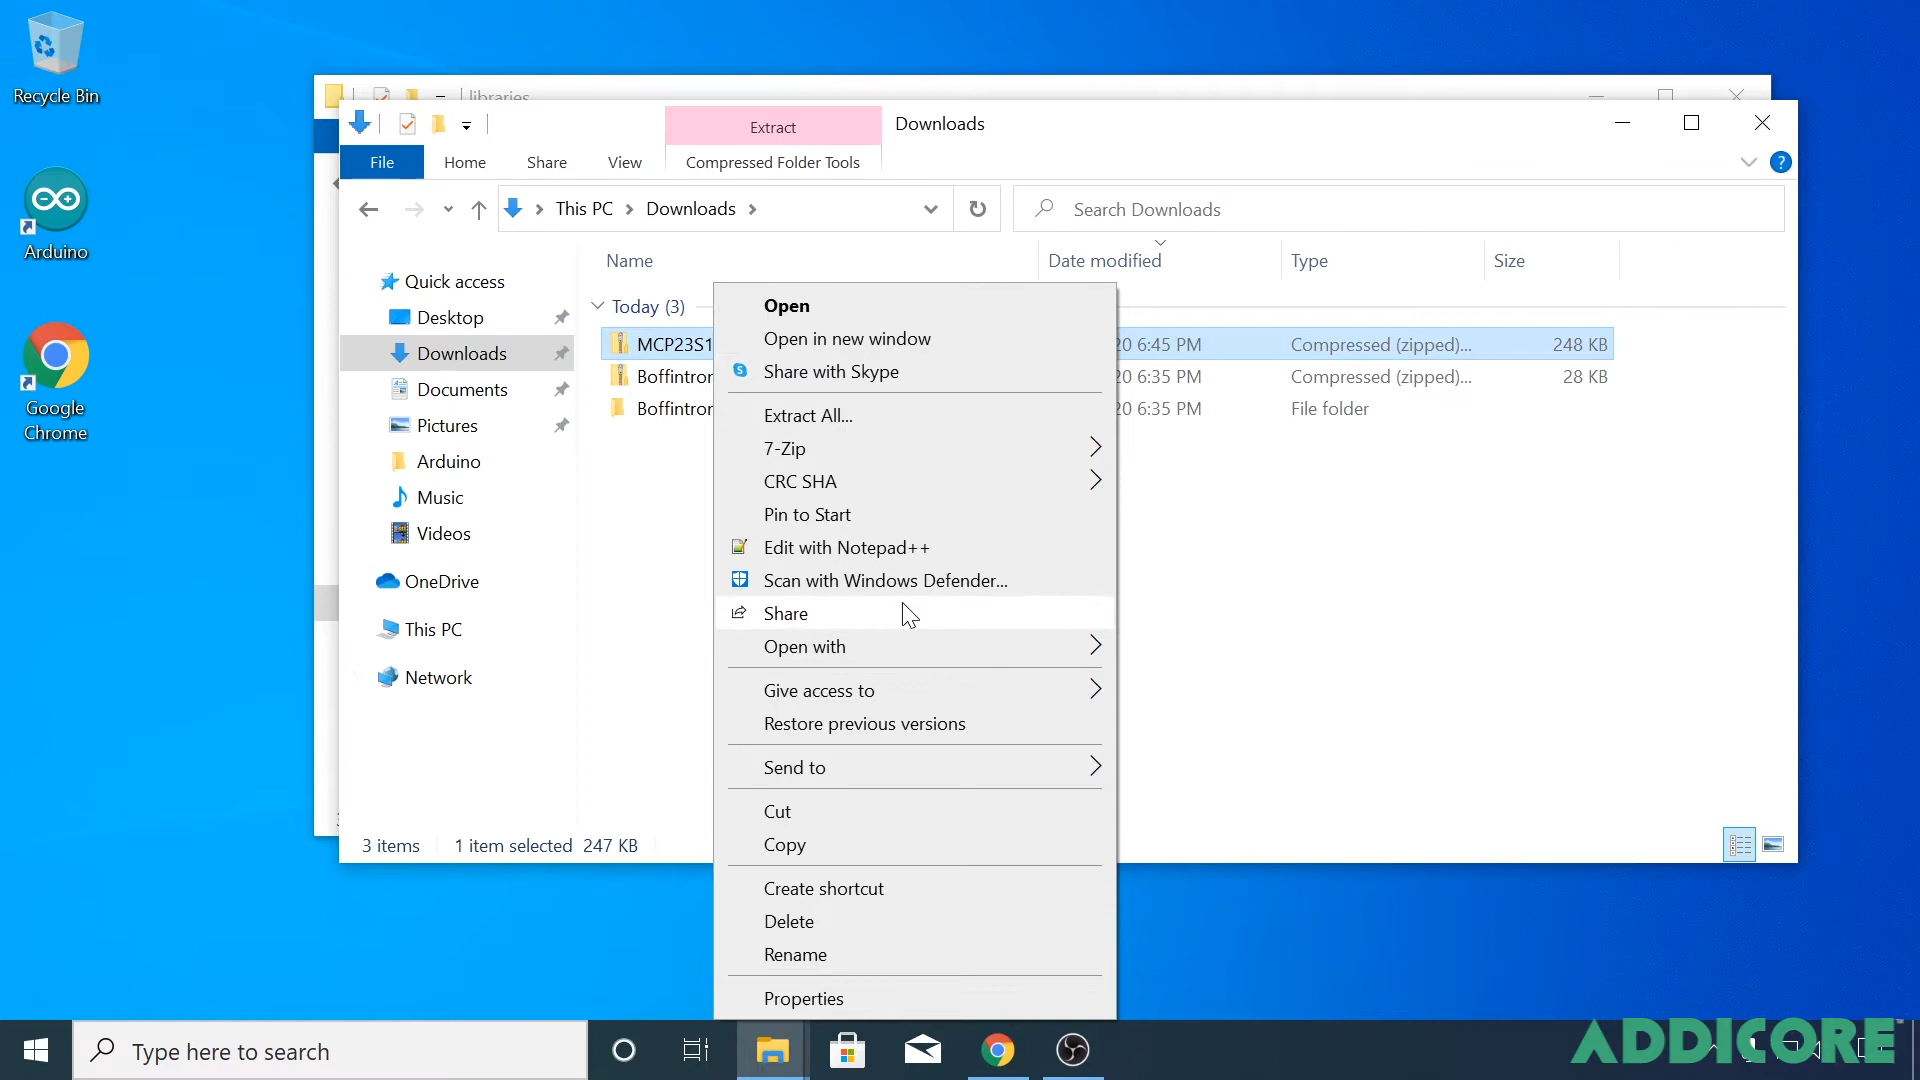 Recycle Bin
Arduino
Google
Chrome
libraries
Extract
Downloads
File
Home
Share
View
Compressed Folder Tools
This PC
Downloads
Search Downloads
Name
Date modified
Type
Size
Quick access
Desktop
Downloads
Documents
Pictures
Arduino
Music
Videos
OneDrive
This PC
Network
Today (3)
MCP23S1
20 6:45 PM
Compressed (zipped)...
248 KB
Boffintron
20 6:35 PM
Compressed (zipped)...
28 KB
Boffintron
20 6:35 PM
File folder
Open
Open in new window
Share with Skype
Extract All...
7-Zip
CRC SHA
Pin to Start
Edit with Notepad++
Scan with Windows Defender...
Share
Open with
Give access to
Restore previous versions
Send to
Cut
Copy
Create shortcut
Delete
Rename
Properties
3 items
1 item selected 247 KB
Type here to search
ADDICORE